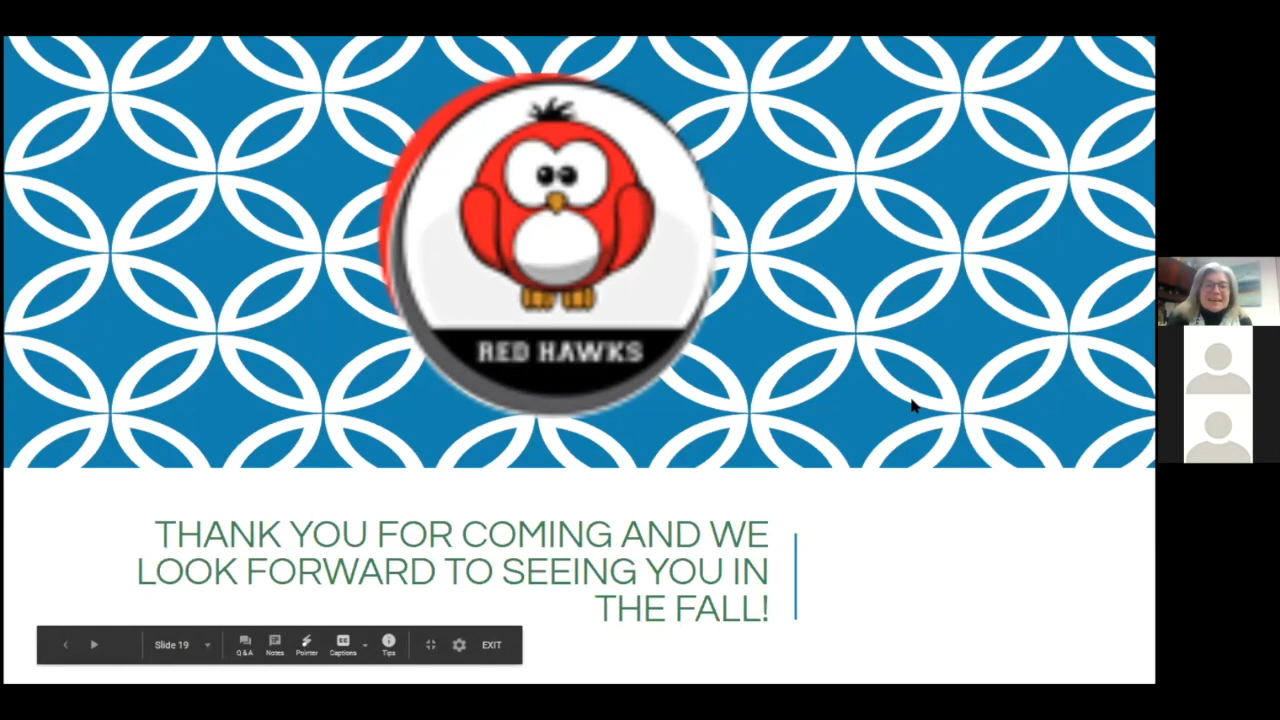 RED HAWKS
THANK YOU FOR COMING AND WE
LOOK FORWARD TO SEEING YOU IN
THE FALL!
Slide 19
Q&A
Notes
Pointer
Captions
Tips
EXIT